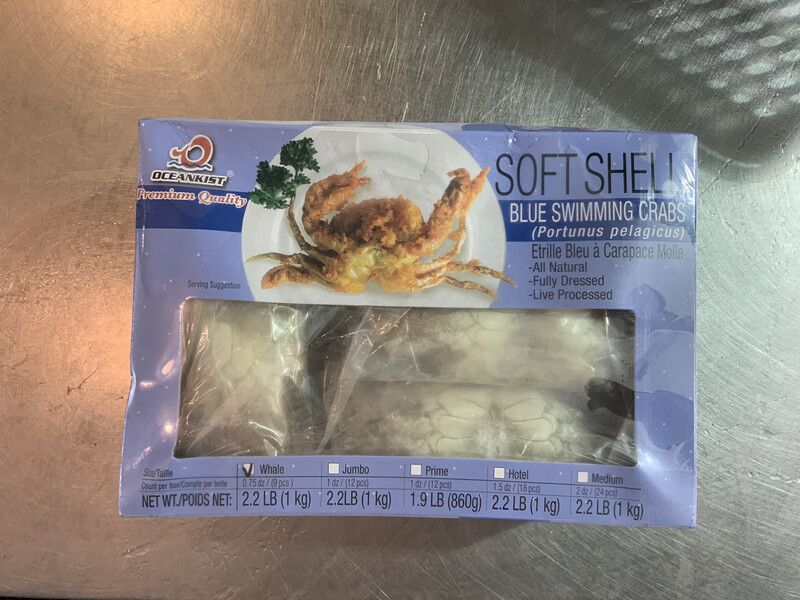 OCEANKIST®
Premium Quality
SOFT SHELL
BLUE SWIMMING CRABS
(Portunus pelagicus)
Etrille Bleu à Carapace Molle
-All Natural
-Fully Dressed
-Live Processed
Serving Suggestion
Size/Taille Whale Jumbo Prime Hotel Medium
Count per box/Compte par boite 0.75 dz / (9 pcs) 1 dz / (12 pcs) 1 dz / (12 pcs) 1.5 dz / (18 pcs) 2 dz / (24 pcs)
NET WT./POIDS NET: 2.2 LB (1 kg) 2.2LB (1 kg) 1.9 LB (860g) 2.2 LB (1 kg) 2.2 LB (1 kg)